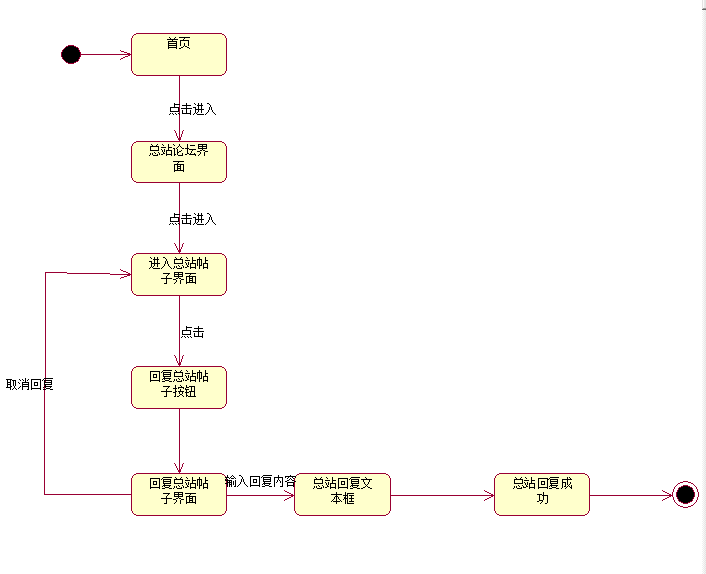 首页
点击进入
总站论坛界
面
点击进入
进入总站帖
子界面
点击
回复总站帖
子按钮
取消回复
回复总站帖
子界面
输入回复内容
总站回复文
本框
总站回复成
功